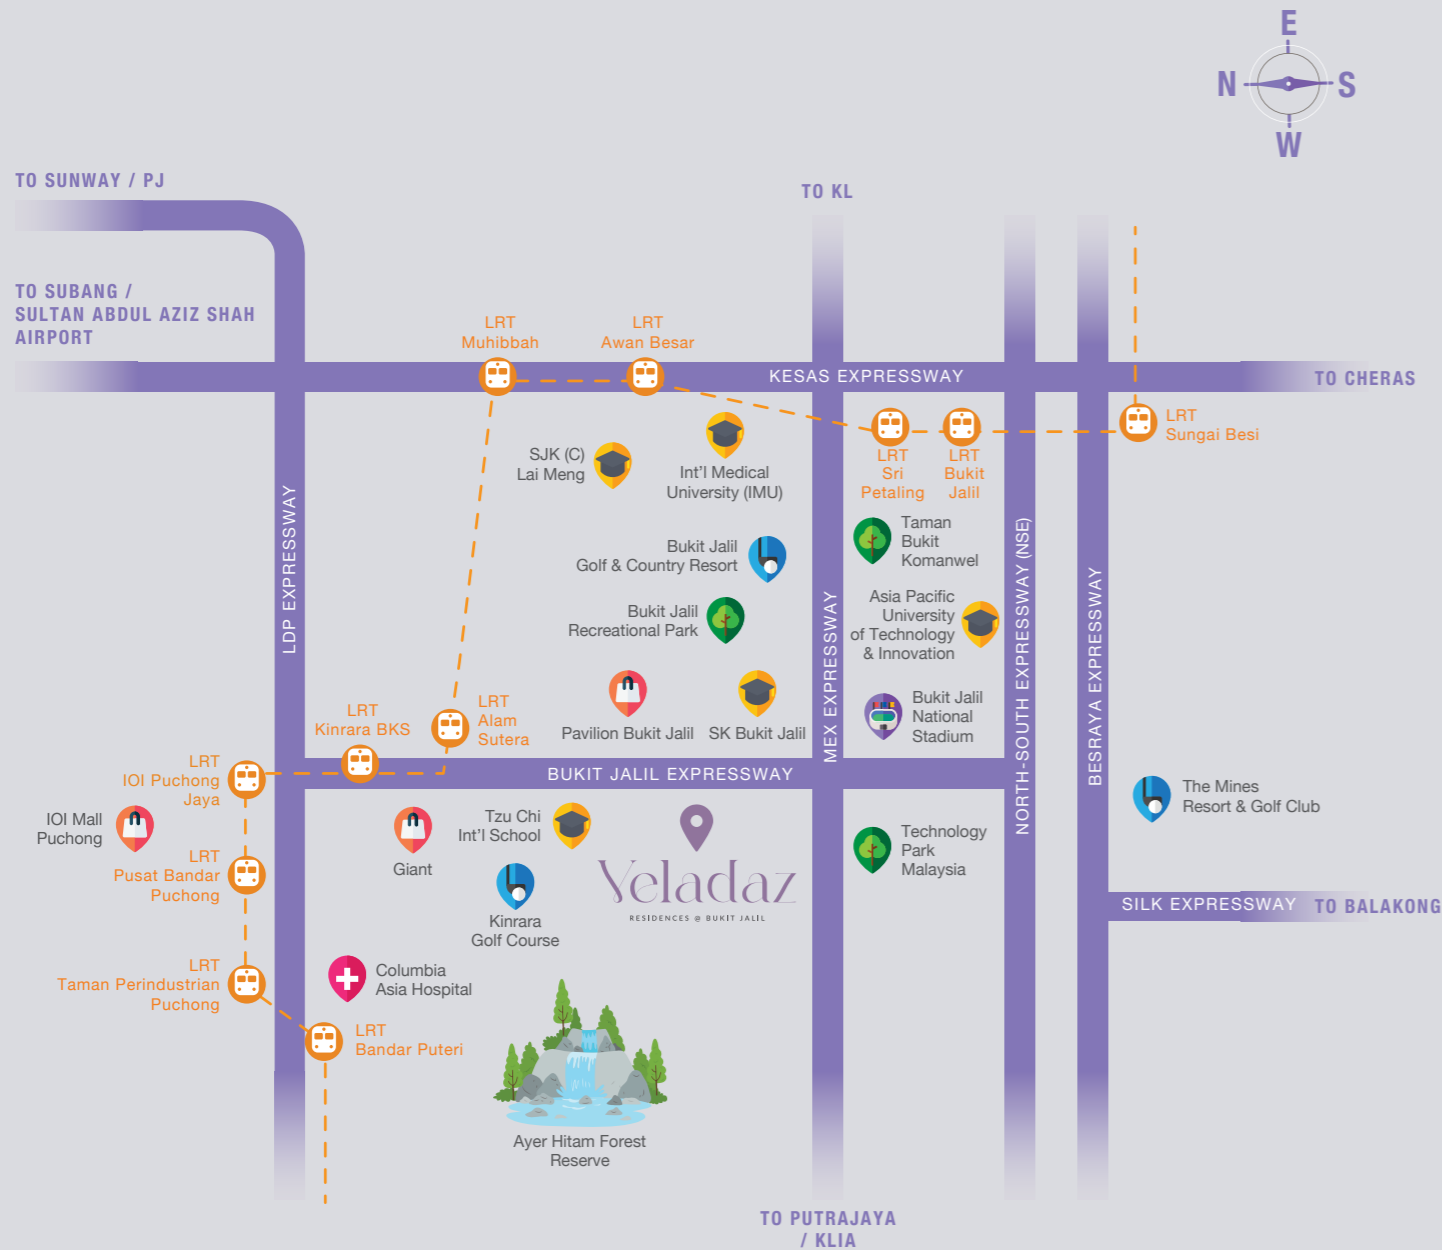 E
N
S
W
TO SUNWAY / PJ
TO KL
TO SUBANG /
SULTAN ABDUL AZIZ SHAH
AIRPORT
LRT
Muhibbah
LRT
Awan Besar
KESAS EXPRESSWAY
TO CHERAS
LRT
Sungai Besi
SJK (C)
Lai Meng
Int'l Medical
University (IMU)
LRT
Sri
Petaling
LRT
Bukit
Jalil
LDP EXPRESSWAY
Bukit Jalil
Golf & Country Resort
Taman
Bukit
Komanwel
Bukit Jalil
Recreational Park
MEX EXPRESSWAY
Asia Pacific
University
of Technology
& Innovation
NORTH-SOUTH EXPRESSWAY (NSE)
BESRAYA EXPRESSWAY
LRT
Kinrara BKS
LRT
Alam
Sutera
Pavilion Bukit Jalil
SK Bukit Jalil
Bukit Jalil
National
Stadium
LRT
IOI Puchong
Jaya
BUKIT JALIL EXPRESSWAY
The Mines
Resort & Golf Club
IOI Mall
Puchong
Giant
Tzu Chi
Int'l School
Technology
Park
Malaysia
LRT
Pusat Bandar
Puchong
Kinrara
Golf Course
Veladaz
RESIDENCES @ BUKIT JALIL
SILK EXPRESSWAY
TO BALAKONG
LRT
Taman Perindustrian
Puchong
Columbia
Asia Hospital
LRT
Bandar Puteri
Ayer Hitam Forest
Reserve
TO PUTRAJAYA
/ KLIA